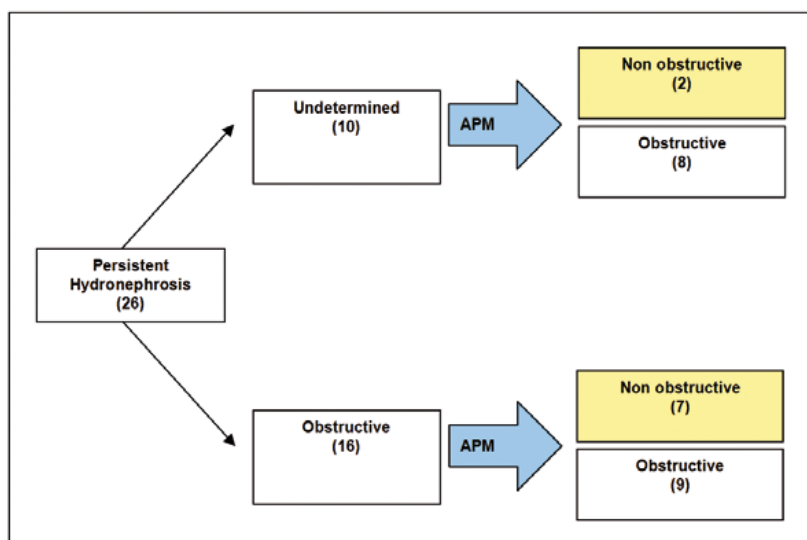 Non obstructive
(2)
Undetermined
(10)
APM
Obstructive
(8)
Persistent
Hydronephrosis
(26)
Non obstructive
(7)
Obstructive
(16)
APM
Obstructive
(9)